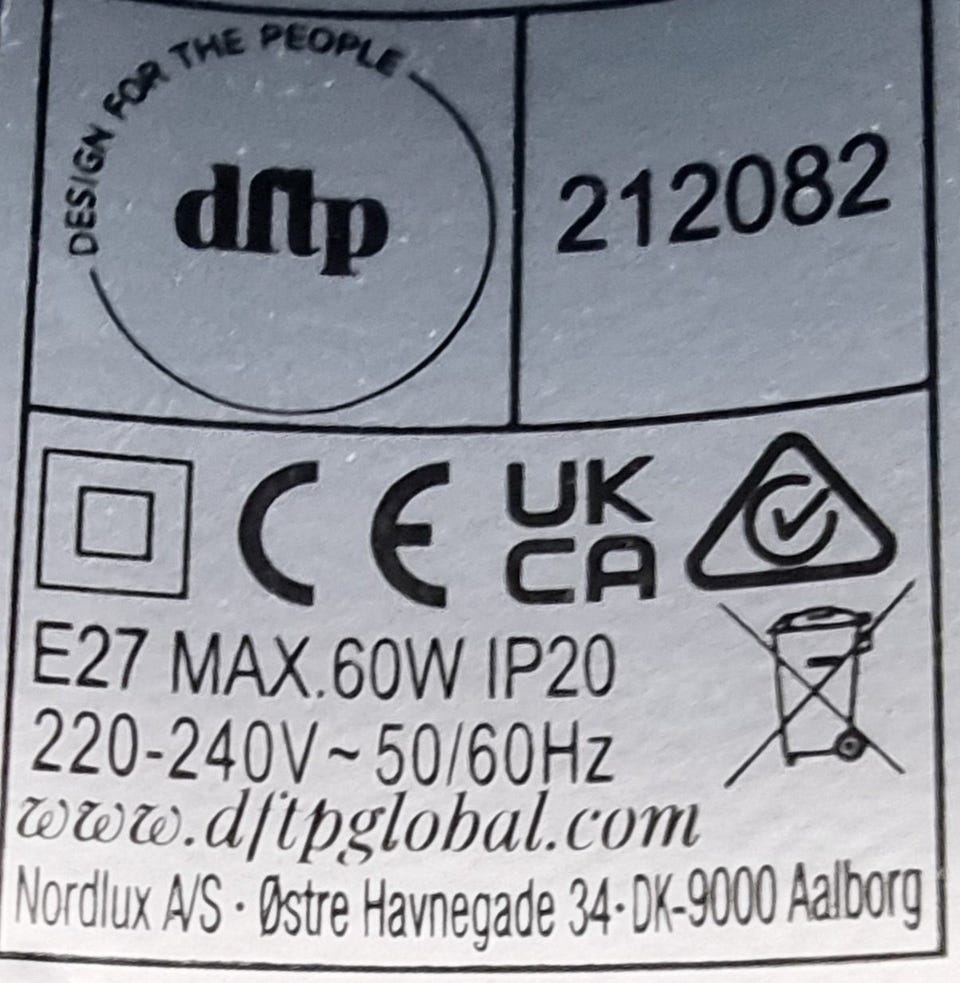 DESIGN FOR THE PEOPLE
dftp
212082
CE
UK
CA
E27 MAX.60W IP20
220-240V~50/60Hz
www.dftpglobal.com
Nordlux A/S · Østre Havnegade 34 · DK-9000 Aalborg